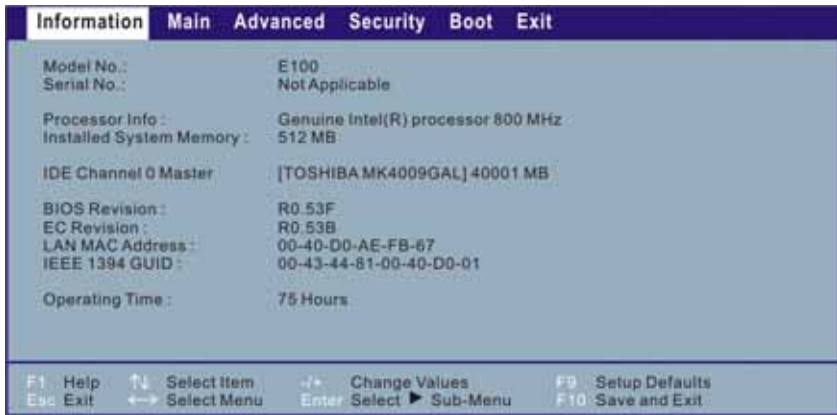 Information Main Advanced Security Boot Exit
Model No.: E100
Serial No.: Not Applicable
Processor Info : Genuine Intel(R) processor 800 MHz
Installed System Memory : 512 MB
IDE Channel 0 Master [TOSHIBA MK4009GAL] 40001 MB
BIOS Revision : R0.53F
EC Revision : R0.53B
LAN MAC Address : 00-40-D0-AE-FB-67
IEEE 1394 GUID : 00-43-44-81-00-40-D0-01
Operating Time : 75 Hours
F1 Help ↑↓ Select Item -/+ Change Values F9 Setup Defaults
Esc Exit ←→ Select Menu Enter Select ▶ Sub-Menu F10 Save and Exit